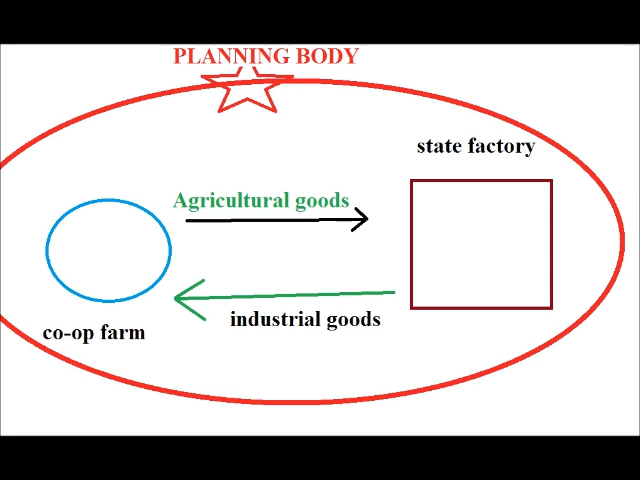 PLANNING BODY
state factory
Agricultural goods
industrial goods
co-op farm